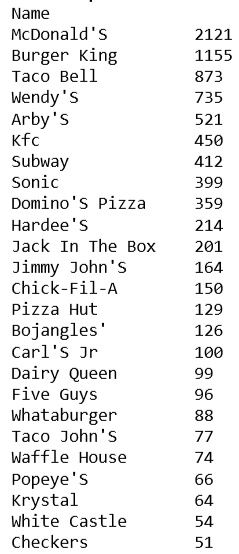 Name
McDonald'S 2121
Burger King 1155
Taco Bell 873
Wendy'S 735
Arby'S 521
Kfc 450
Subway 412
Sonic 399
Domino'S Pizza 359
Hardee'S 214
Jack In The Box 201
Jimmy John'S 164
Chick-Fil-A 150
Pizza Hut 129
Bojangles' 126
Carl'S Jr 100
Dairy Queen 99
Five Guys 96
Whataburger 88
Taco John'S 77
Waffle House 74
Popeye'S 66
Krystal 64
White Castle 54
Checkers 51